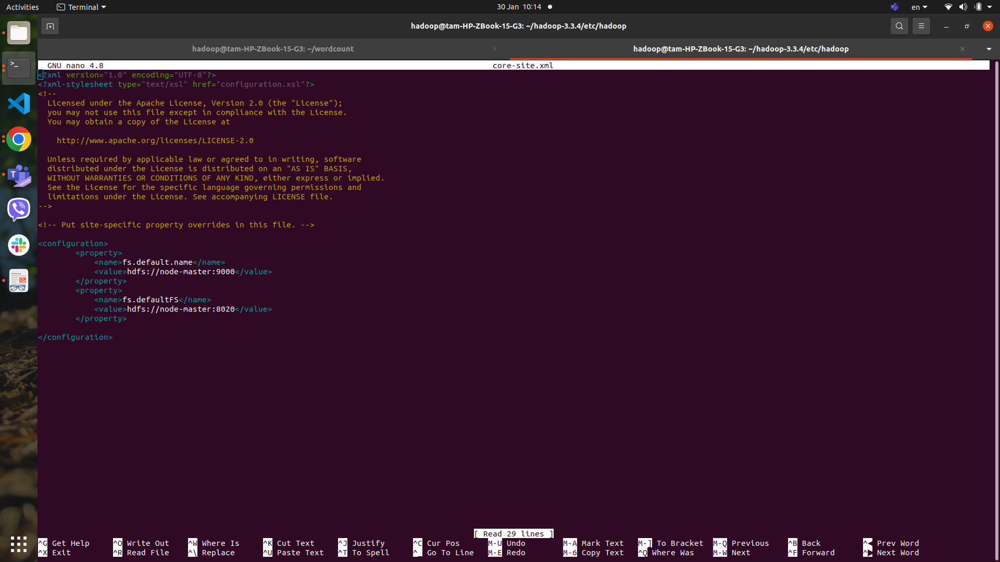 Activities Terminal 30 Jan 10:14 en
hadoop@tam-HP-ZBook-15-G3: ~/hadoop-3.3.4/etc/hadoop
hadoop@tam-HP-ZBook-15-G3: ~/wordcount hadoop@tam-HP-ZBook-15-G3: ~/hadoop-3.3.4/etc/hadoop
GNU nano 4.8 core-site.xml
<?xml version="1.0" encoding="UTF-8"?>
<?xml-stylesheet type="text/xsl" href="configuration.xsl"?>
<!--
  Licensed under the Apache License, Version 2.0 (the "License");
  you may not use this file except in compliance with the License.
  You may obtain a copy of the License at

    http://www.apache.org/licenses/LICENSE-2.0

  Unless required by applicable law or agreed to in writing, software
  distributed under the License is distributed on an "AS IS" BASIS,
  WITHOUT WARRANTIES OR CONDITIONS OF ANY KIND, either express or implied.
  See the License for the specific language governing permissions and
  limitations under the License. See accompanying LICENSE file.
-->

<!-- Put site-specific property overrides in this file. -->

<configuration>
        <property>
            <name>fs.default.name</name>
            <value>hdfs://node-master:9000</value>
        </property>
        <property>
            <name>fs.defaultFS</name>
            <value>hdfs://node-master:8020</value>
        </property>

</configuration>
[ Read 29 lines ]
^G Get Help ^O Write Out ^W Where Is ^K Cut Text ^J Justify ^C Cur Pos M-U Undo M-A Mark Text M-] To Bracket M-Q Previous ^B Back ^◀ Prev Word
^X Exit ^R Read File ^\ Replace ^U Paste Text ^T To Spell ^_ Go To Line M-E Redo M-6 Copy Text ^Q Where Was M-W Next ^F Forward ^▶ Next Word